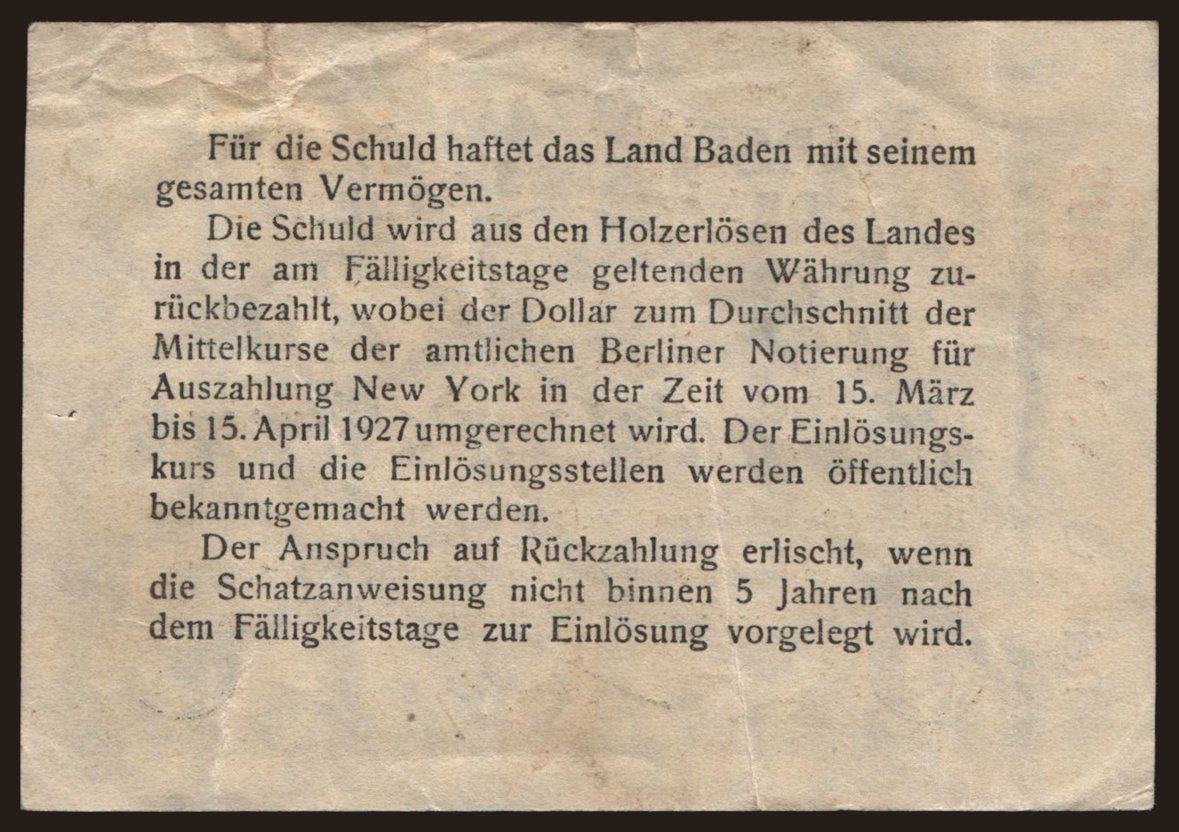 Für die Schuld haftet das Land Baden mit seinem
gesamten Vermögen.
Die Schuld wird aus den Holzerlösen des Landes
in der am Fälligkeitstage geltenden Währung zu-
rückbezahlt, wobei der Dollar zum Durchschnitt der
Mittelkurse der amtlichen Berliner Notierung für
Auszahlung New York in der Zeit vom 15. März
bis 15. April 1927 umgerechnet wird. Der Einlösungs-
kurs und die Einlösungsstellen werden öffentlich
bekanntgemacht werden.
Der Anspruch auf Rückzahlung erlischt, wenn
die Schatzanweisung nicht binnen 5 Jahren nach
dem Fälligkeitstage zur Einlösung vorgelegt wird.